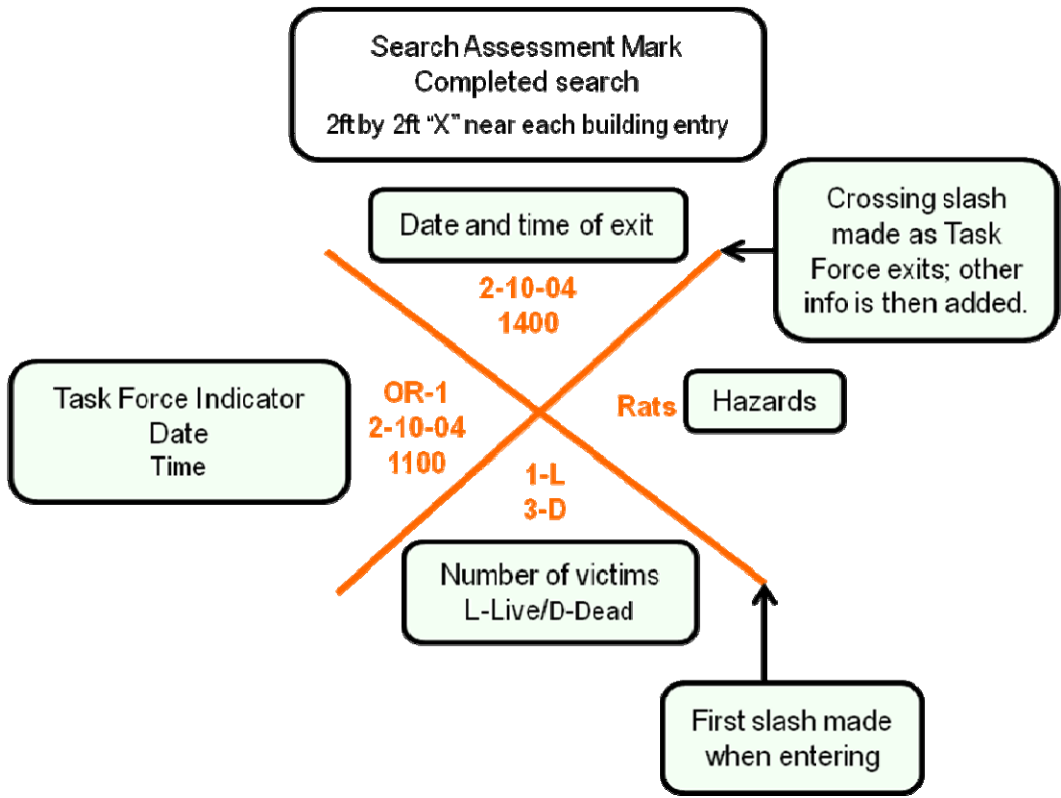 Search Assessment Mark
Completed search
2ft by 2ft “X” near each building entry
Date and time of exit
Crossing slash
made as Task
Force exits; other
info is then added.
2-10-04
1400
Task Force Indicator
Date
Time
OR-1
2-10-04
1100
Rats
Hazards
1-L
3-D
Number of victims
L-Live/D-Dead
First slash made
when entering